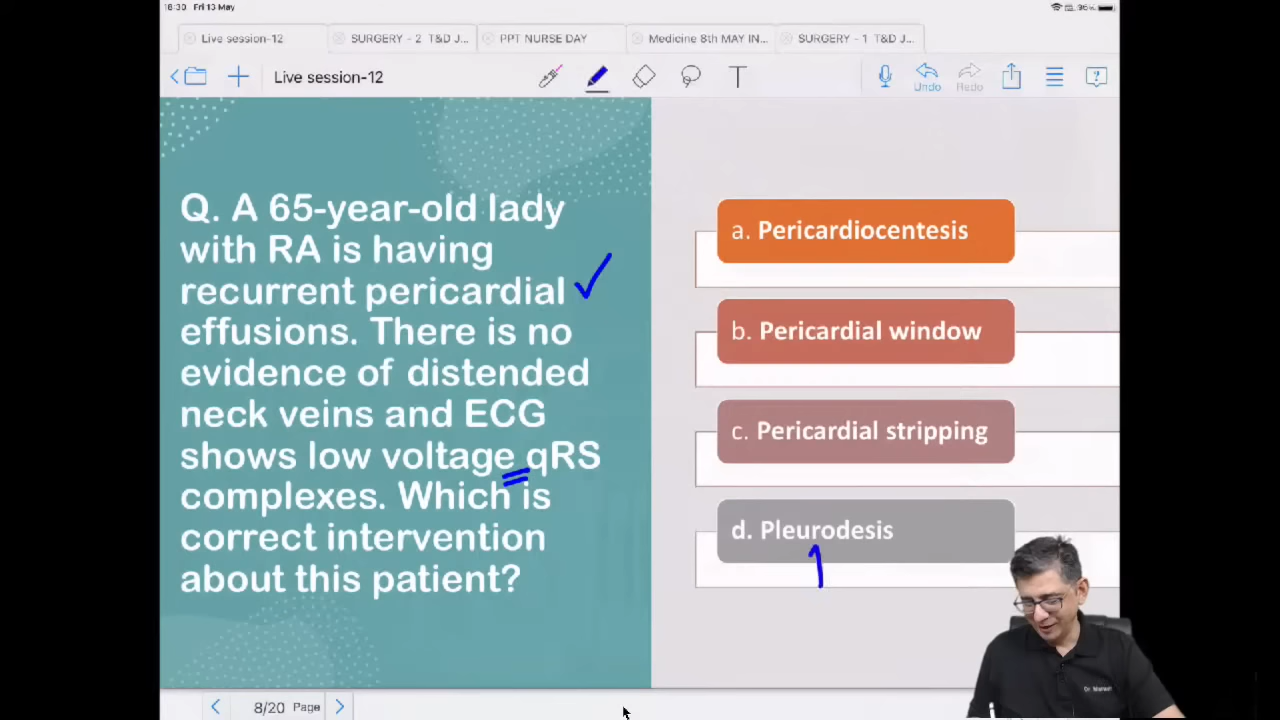 18:30 Fri 13 May
36%
Live session-12
SURGERY - 2 T&D J...
PPT NURSE DAY
Medicine 8th MAY IN...
SURGERY - 1 T&D J...
Live session-12
T
Undo
Redo
?
Q. A 65-year-old lady
with RA is having
recurrent pericardial
effusions. There is no
evidence of distended
neck veins and ECG
shows low voltage qRS
complexes. Which is
correct intervention
about this patient?
a. Pericardiocentesis
b. Pericardial window
c. Pericardial stripping
d. Pleurodesis
8/20 Page